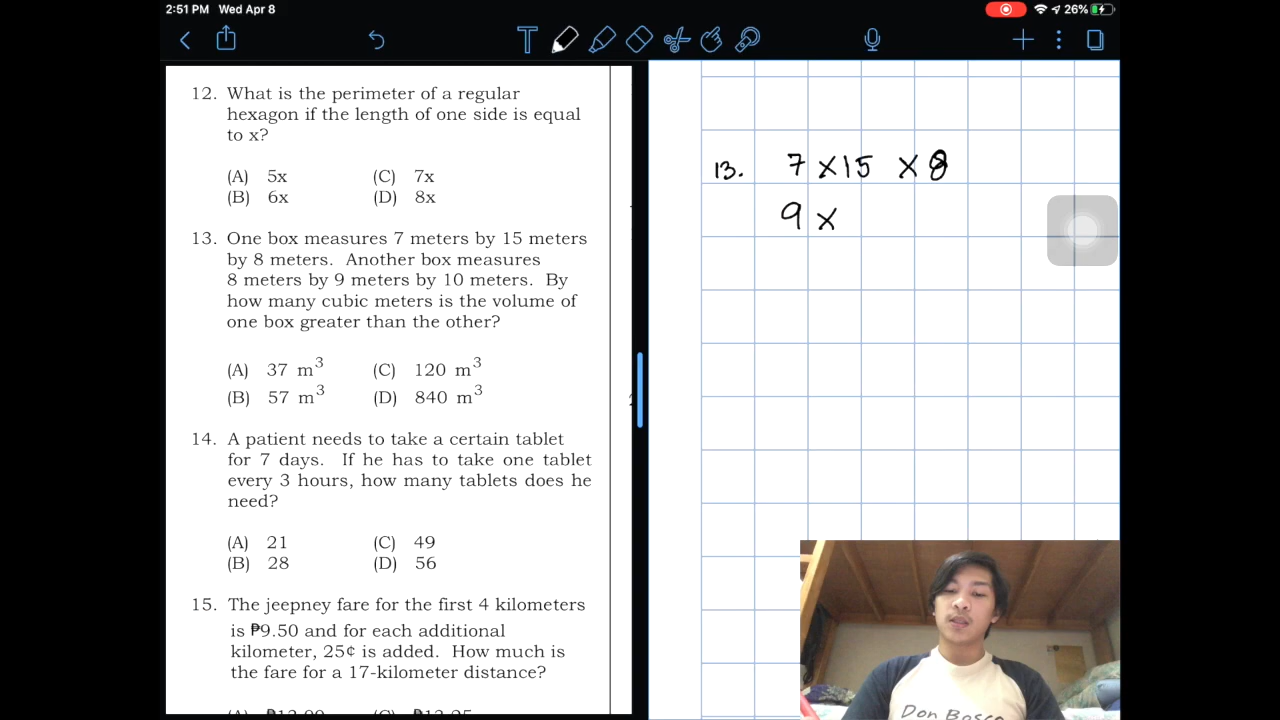 2:51 PM Wed Apr 8
26%
12. What is the perimeter of a regular
hexagon if the length of one side is equal
to x?
(A) 5x (C) 7x
(B) 6x (D) 8x
13. One box measures 7 meters by 15 meters
by 8 meters. Another box measures
8 meters by 9 meters by 10 meters. By
how many cubic meters is the volume of
one box greater than the other?
(A) 37 m³ (C) 120 m³
(B) 57 m³ (D) 840 m³
14. A patient needs to take a certain tablet
for 7 days. If he has to take one tablet
every 3 hours, how many tablets does he
need?
(A) 21 (C) 49
(B) 28 (D) 56
15. The jeepney fare for the first 4 kilometers
is ₱9.50 and for each additional
kilometer, 25¢ is added. How much is
the fare for a 17-kilometer distance?
13. 7 x 15 x 8
9 x
Don Bosco